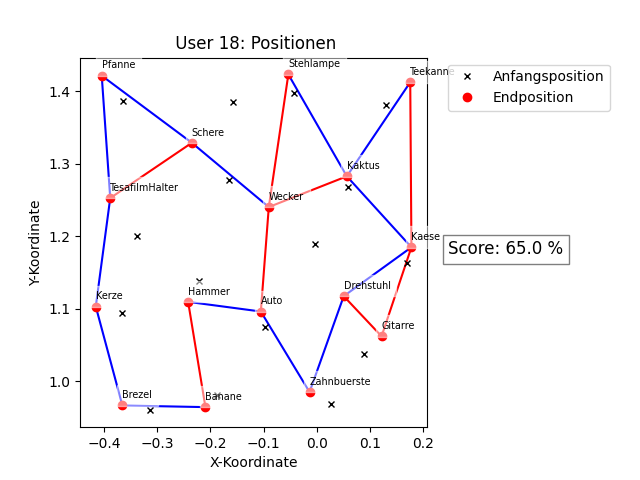 User 18: Positionen
Pfanne
Stehlampe
Teekanne
Anfangsposition
Endposition
Schere
Kaktus
TesafilmHalter
Wecker
Kaese
Score: 65.0 %
Kerze
Hammer
Auto
Drehstuhl
Gitarre
Brezel
Banane
Zahnbuerste
Y-Koordinate
1.4
1.3
1.2
1.1
1.0
−0.4
−0.3
−0.2
−0.1
0.0
0.1
0.2
X-Koordinate